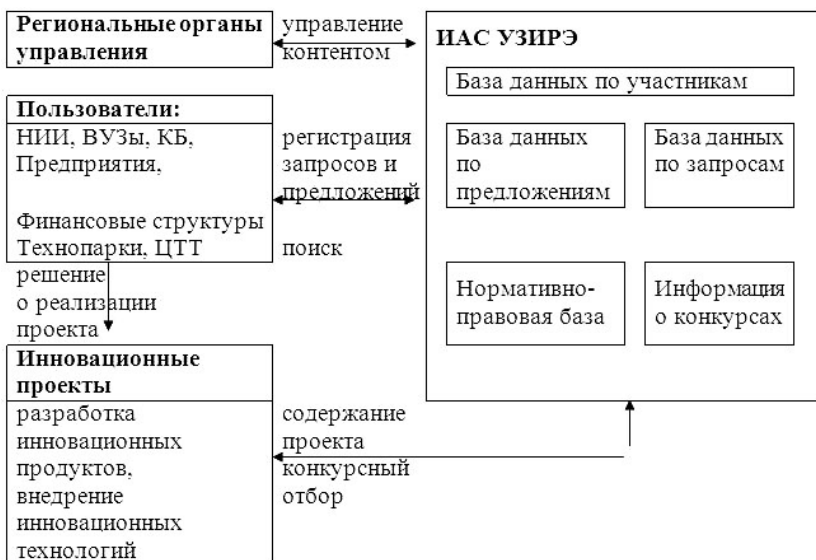 Региональные органы
управления
управление
контентом
ИАС УЗИРЭ
База данных по участникам
Пользователи:
НИИ, ВУЗы, КБ,
Предприятия,
Финансовые структуры
Технопарки, ЦТТ
регистрация
запросов и
предложений
поиск
База данных
по
предложениям
База данных
по запросам
Нормативно-
правовая база
Информация
о конкурсах
решение
о реализации
проекта
Инновационные
проекты
разработка
инновационных
продуктов,
внедрение
инновационных
технологий
содержание
проекта
конкурсный
отбор